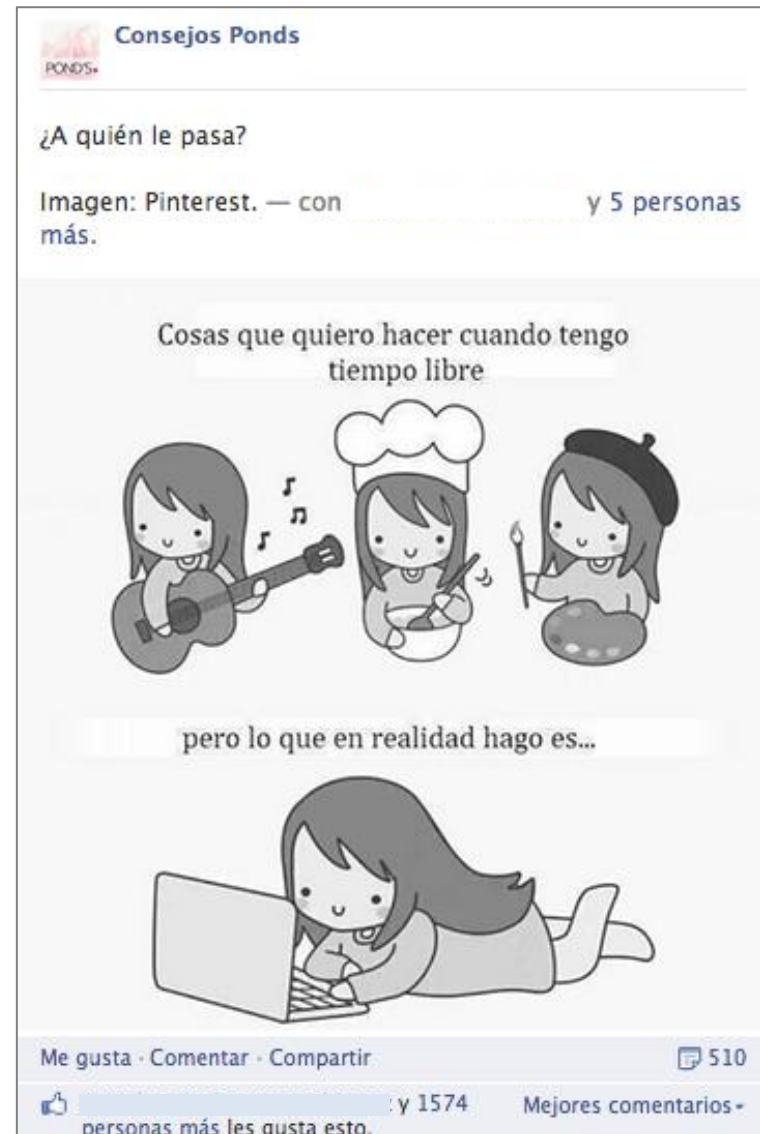 Consejos Ponds
POND'S
¿A quién le pasa?
Imagen: Pinterest. — con y 5 personas
más.
Cosas que quiero hacer cuando tengo
tiempo libre
pero lo que en realidad hago es...
Me gusta · Comentar · Compartir 510
y 1574 Mejores comentarios
personas más les gusta esto.